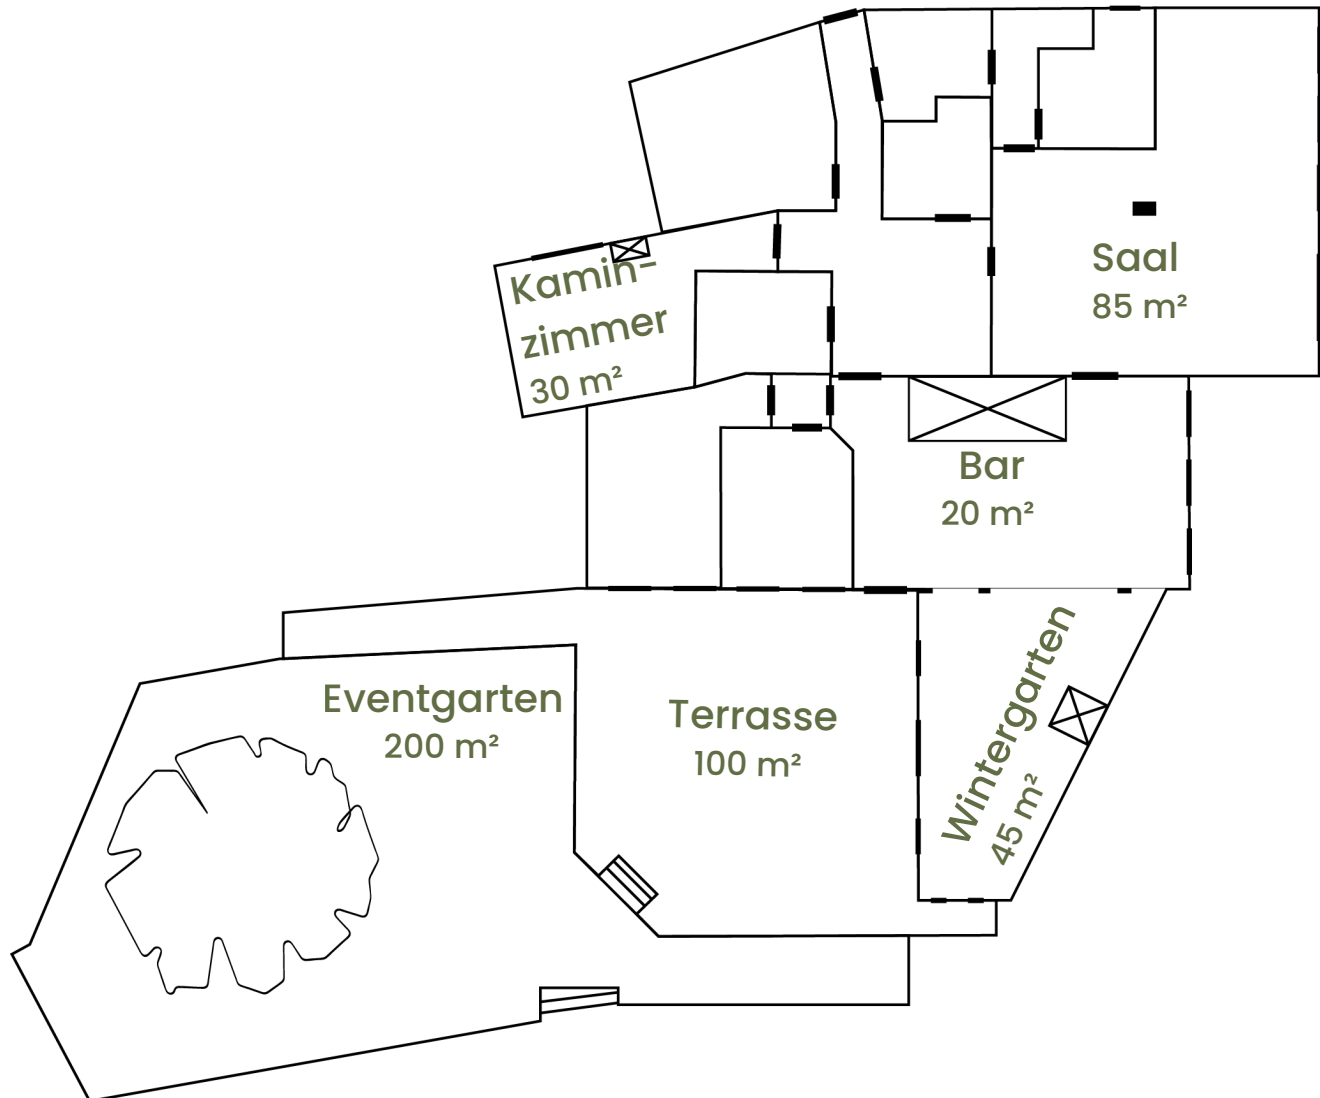 Saal
85 m²
Kamin-
zimmer
30 m²
Bar
20 m²
Eventgarten
200 m²
Terrasse
100 m²
Wintergarten
45 m²